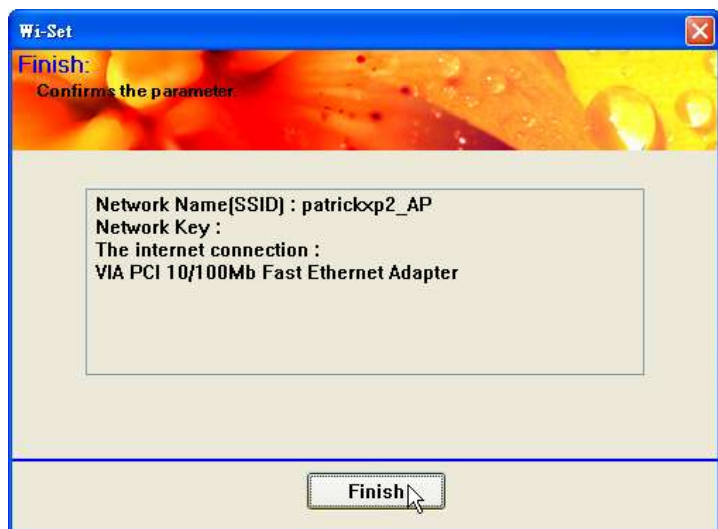 Wi-Set
Finish:
Confirms the parameter.
Network Name(SSID) : patrickxp2_AP
Network Key :
The internet connection :
VIA PCI 10/100Mb Fast Ethernet Adapter
Finish